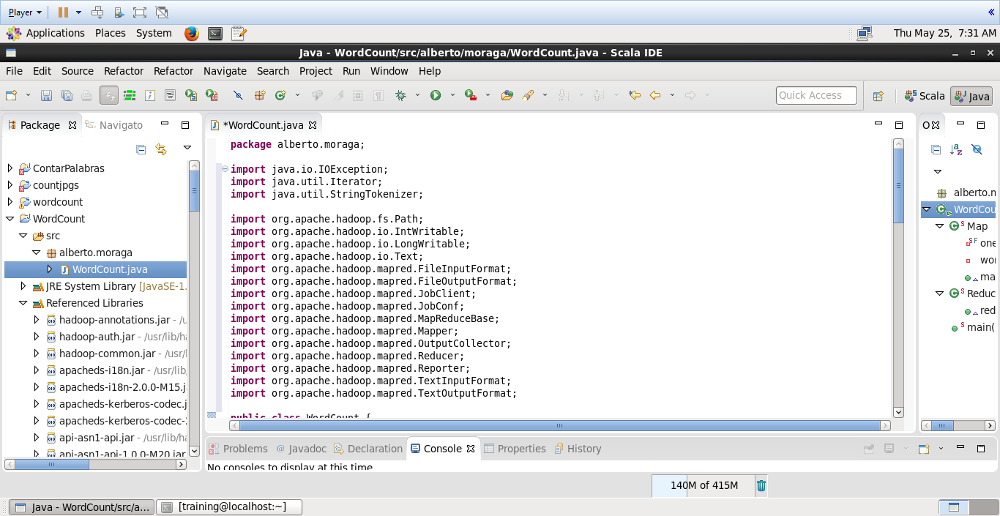 Player
Applications Places System Thu May 25, 7:31 AM
Java - WordCount/src/alberto/moraga/WordCount.java - Scala IDE
File Edit Source Refactor Refactor Navigate Search Project Run Window Help
Quick Access Scala Java
Package Navigato
ContarPalabras
countjpgs
wordcount
WordCount
src
alberto.moraga
WordCount.java
JRE System Library [JavaSE-1.
Referenced Libraries
hadoop-annotations.jar - /u
hadoop-auth.jar - /usr/lib/ha
hadoop-common.jar - /usr/
apacheds-i18n.jar - /usr/lib
apacheds-i18n-2.0.0-M15.j
apacheds-kerberos-codec.j
apacheds-kerberos-codec-
api-asn1-api.jar - /usr/lib/ha
api-asn1-api-1.0.0-M20.jar
*WordCount.java
package alberto.moraga;
import java.io.IOException;
import java.util.Iterator;
import java.util.StringTokenizer;
import org.apache.hadoop.fs.Path;
import org.apache.hadoop.io.IntWritable;
import org.apache.hadoop.io.LongWritable;
import org.apache.hadoop.io.Text;
import org.apache.hadoop.mapred.FileInputFormat;
import org.apache.hadoop.mapred.FileOutputFormat;
import org.apache.hadoop.mapred.JobClient;
import org.apache.hadoop.mapred.JobConf;
import org.apache.hadoop.mapred.MapReduceBase;
import org.apache.hadoop.mapred.Mapper;
import org.apache.hadoop.mapred.OutputCollector;
import org.apache.hadoop.mapred.Reducer;
import org.apache.hadoop.mapred.Reporter;
import org.apache.hadoop.mapred.TextInputFormat;
import org.apache.hadoop.mapred.TextOutputFormat;
public class WordCount {
O
alberto.m
WordCou
Map
one
wor
ma
Reduc
red
main(
Problems Javadoc Declaration Console Properties History
No consoles to display at this time.
140M of 415M
Java - WordCount/src/a... [training@localhost:~]